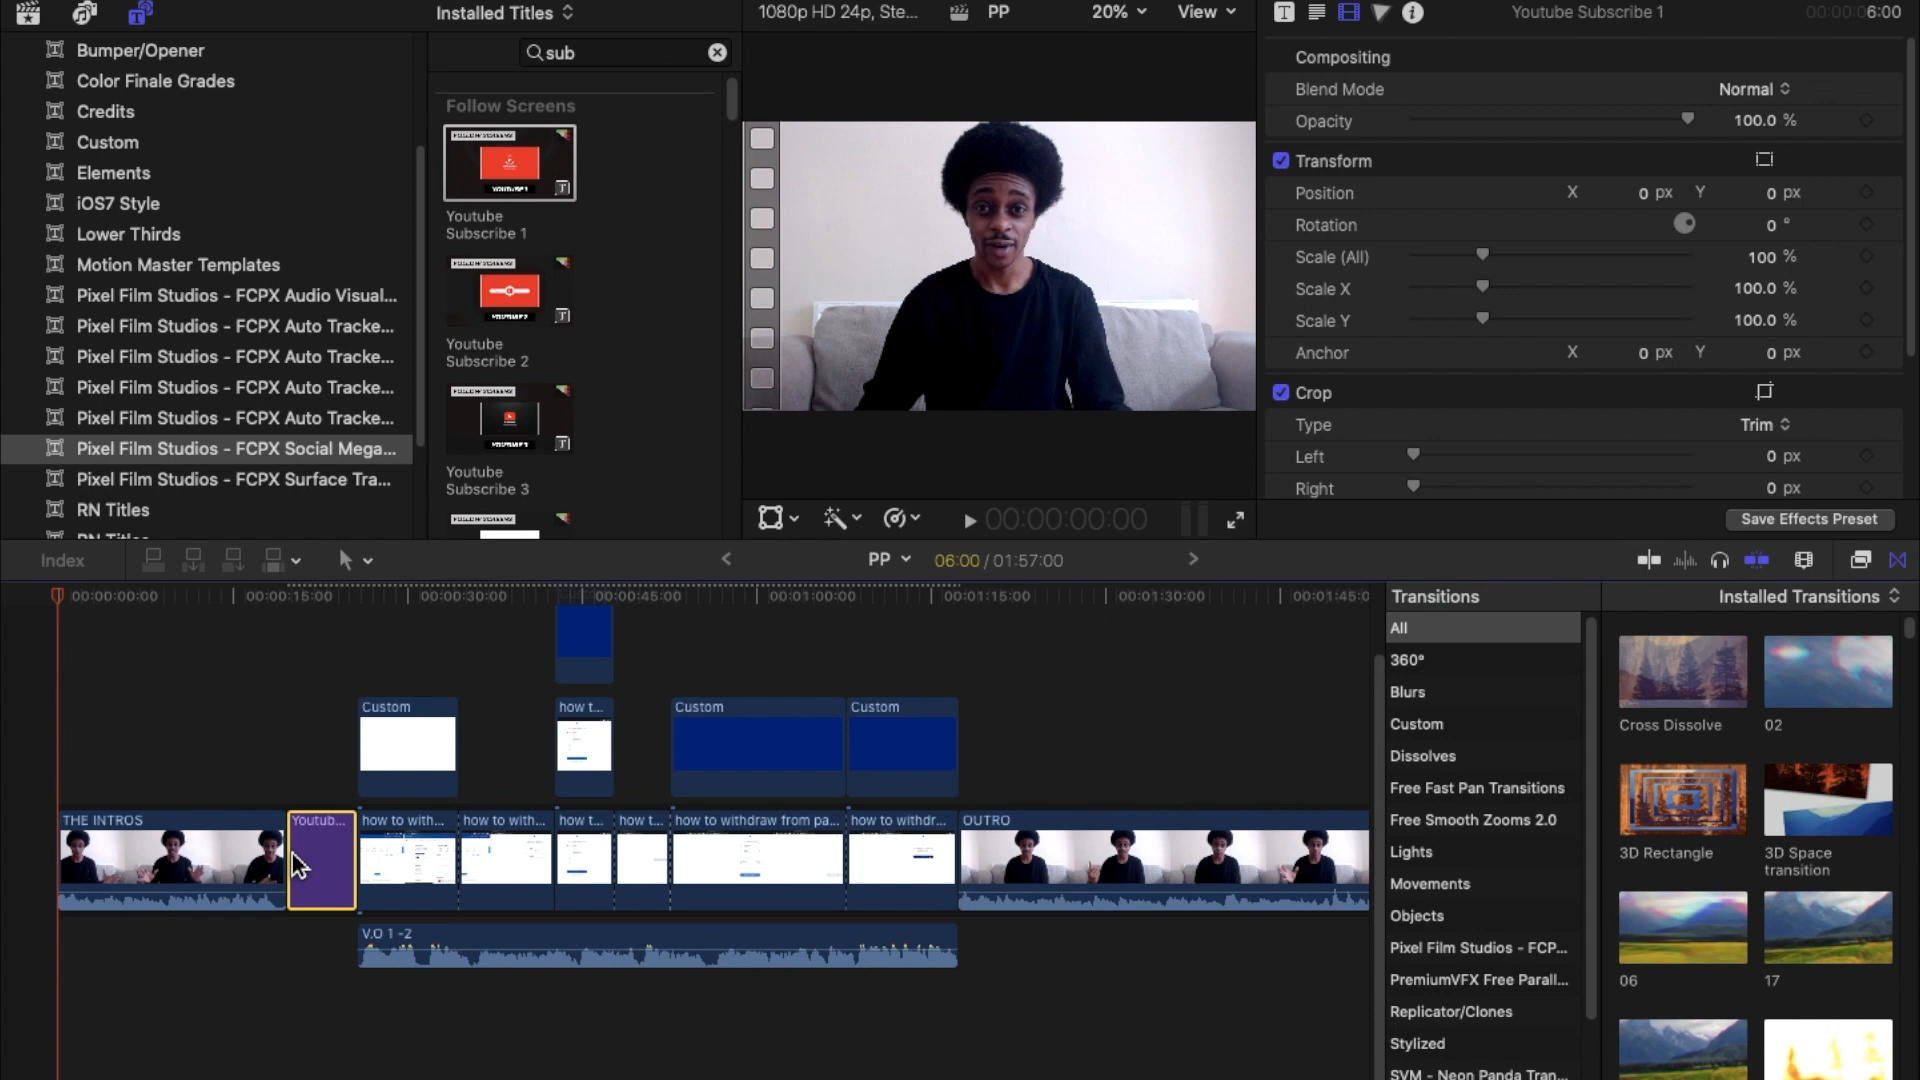 Installed Titles
1080p HD 24p, Ste...
PP
20%
View
Youtube Subscribe 1
00:00:06:00
Bumper/Opener
Color Finale Grades
Credits
Custom
Elements
iOS7 Style
Lower Thirds
Motion Master Templates
Pixel Film Studios - FCPX Audio Visual...
Pixel Film Studios - FCPX Auto Tracke...
Pixel Film Studios - FCPX Auto Tracke...
Pixel Film Studios - FCPX Auto Tracke...
Pixel Film Studios - FCPX Auto Tracke...
Pixel Film Studios - FCPX Social Mega...
Pixel Film Studios - FCPX Surface Tra...
RN Titles
RN Titles
sub
Follow Screens
Youtube
Subscribe 1
Youtube
Subscribe 2
Youtube
Subscribe 3
Compositing
Blend Mode
Normal
Opacity
100.0 %
Transform
Position X 0 px Y 0 px
Rotation 0 °
Scale (All) 100 %
Scale X 100.0 %
Scale Y 100.0 %
Anchor X 0 px Y 0 px
Crop
Type Trim
Left 0 px
Right 0 px
Save Effects Preset
00:00:00:00
Index
PP
06:00 / 01:57:00
00:00:00:00
00:00:15:00
00:00:30:00
00:00:45:00
00:01:00:00
00:01:15:00
00:01:30:00
00:01:45:0
Custom
how t...
Custom
Custom
THE INTROS
Youtub...
how to with...
how to with...
how t...
how t...
how to withdraw from pa...
how to withdr...
OUTRO
V.O 1 -2
Transitions
All
360°
Blurs
Custom
Dissolves
Free Fast Pan Transitions
Free Smooth Zooms 2.0
Lights
Movements
Objects
Pixel Film Studios - FCP...
PremiumVFX Free Parall...
Replicator/Clones
Stylized
SVM - Neon Panda Tran...
Installed Transitions
Cross Dissolve
02
3D Rectangle
3D Space
transition
06
17